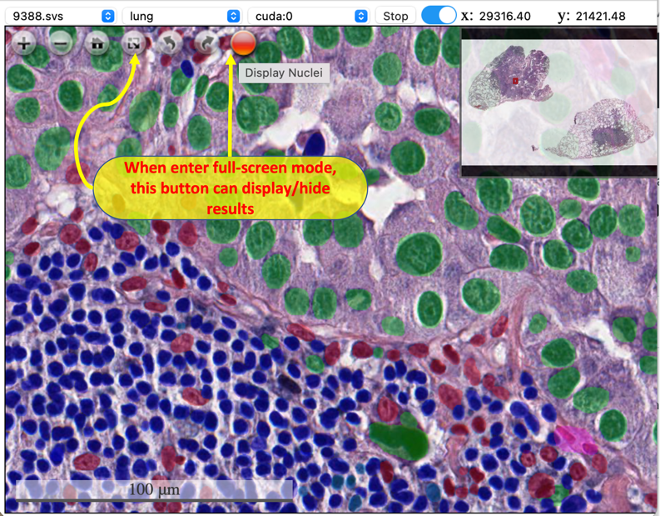 9388.svs lung cuda:0 Stop x: 29316.40 y: 21421.48
Display Nuclei
When enter full-screen mode,
this button can display/hide
results
100 μm